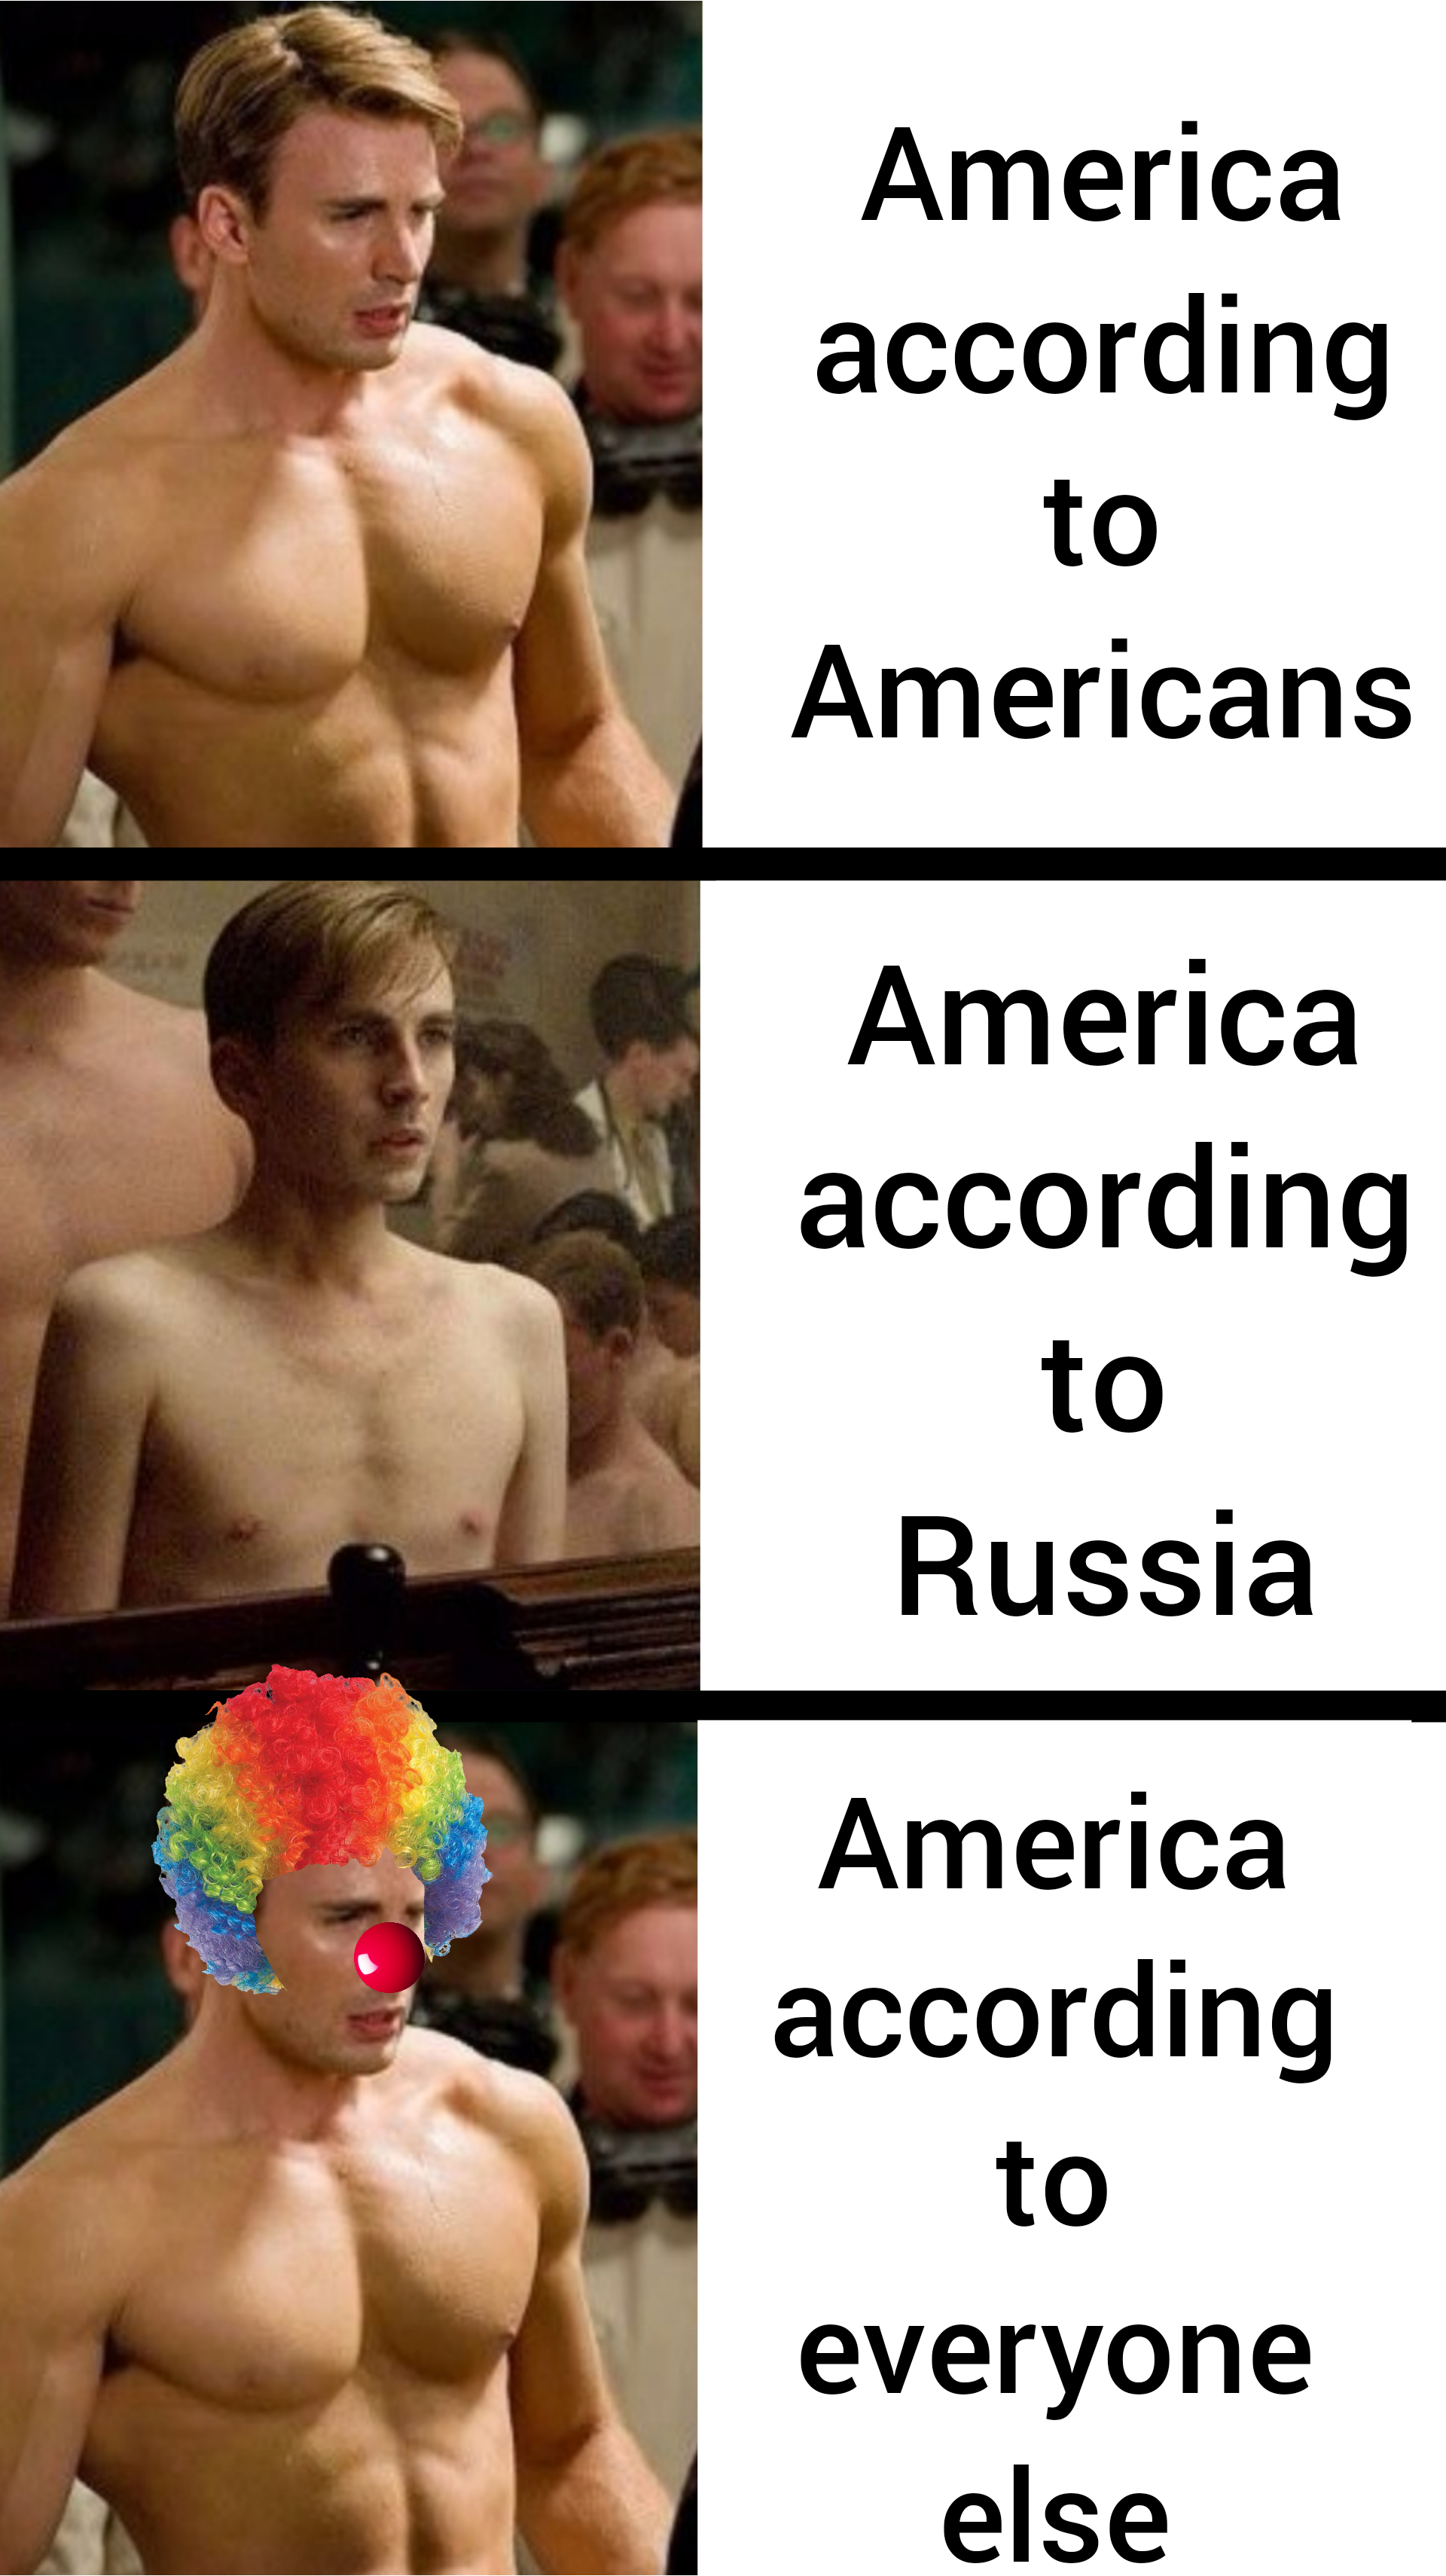 America
according
to
Americans
America
according
to
Russia
America
according
to
everyone
else